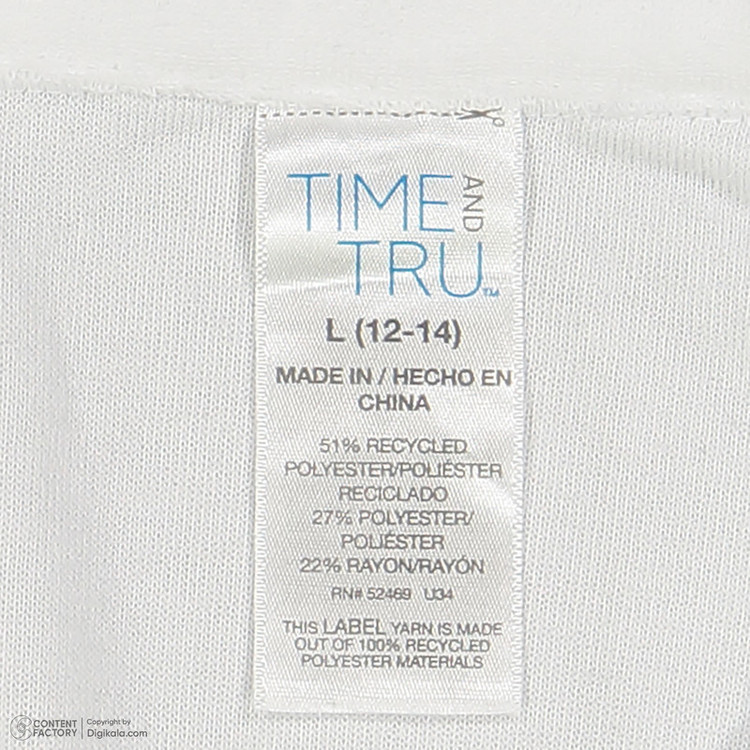 TIME AND
TRU™
L (12-14)
MADE IN / HECHO EN
CHINA
51% RECYCLED
POLYESTER/POLIÉSTER
RECICLADO
27% POLYESTER/
POLIÉSTER
22% RAYON/RAYÓN
RN# 52469 U34
THIS LABEL YARN IS MADE
OUT OF 100% RECYCLED
POLYESTER MATERIALS
CONTENT FACTORY
Copyright by
Digikala.com